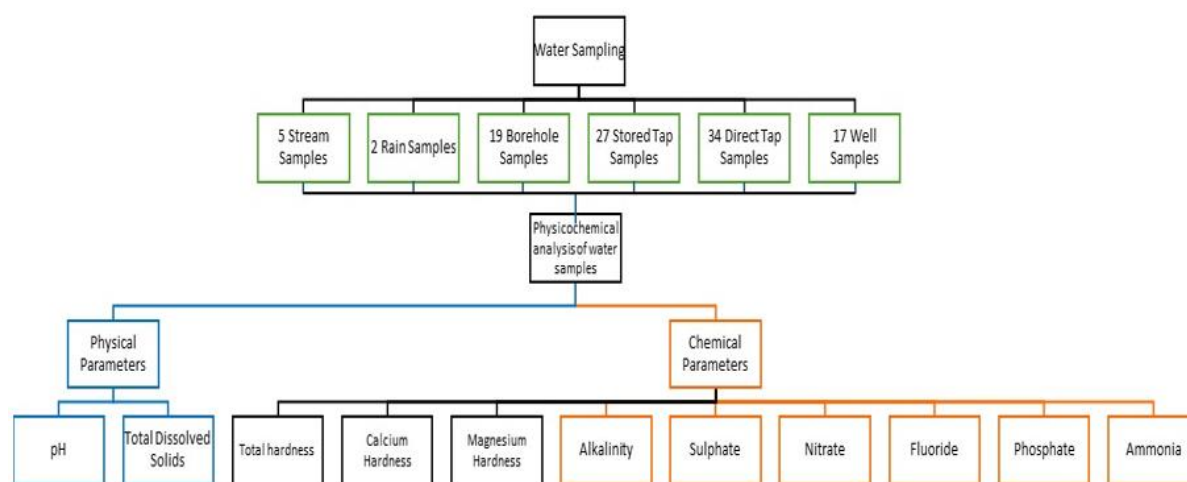 Water Sampling
5 Stream
Samples
2 Rain Samples
19 Borehole
Samples
27 Stored Tap
Samples
34 Direct Tap
Samples
17 Well
Samples
Physicochemical
analysis of water
samples
Physical
Parameters
Chemical
Parameters
pH
Total Dissolved
Solids
Total hardness
Calcium
Hardness
Magnesium
Hardness
Alkalinity
Sulphate
Nitrate
Fluoride
Phosphate
Ammonia